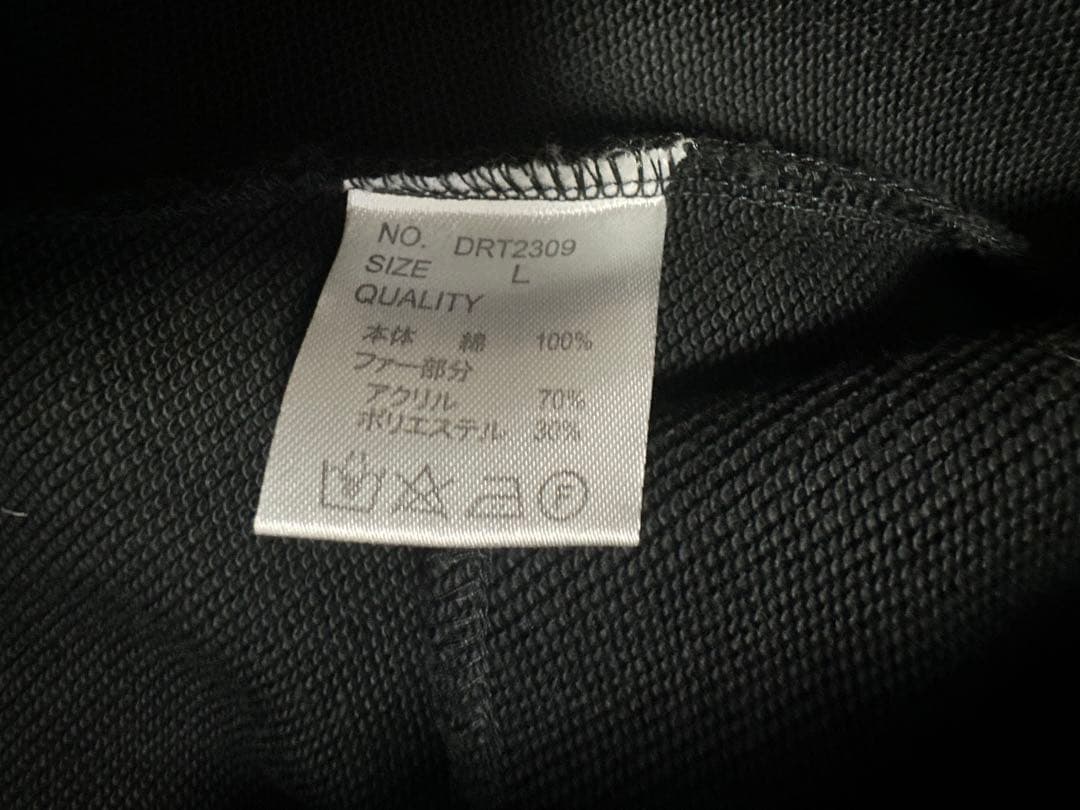 NO. DRT2309
SIZE L
QUALITY
本体 綿 100%
ファー部分
アクリル 70%
ポリエステル 30%
F